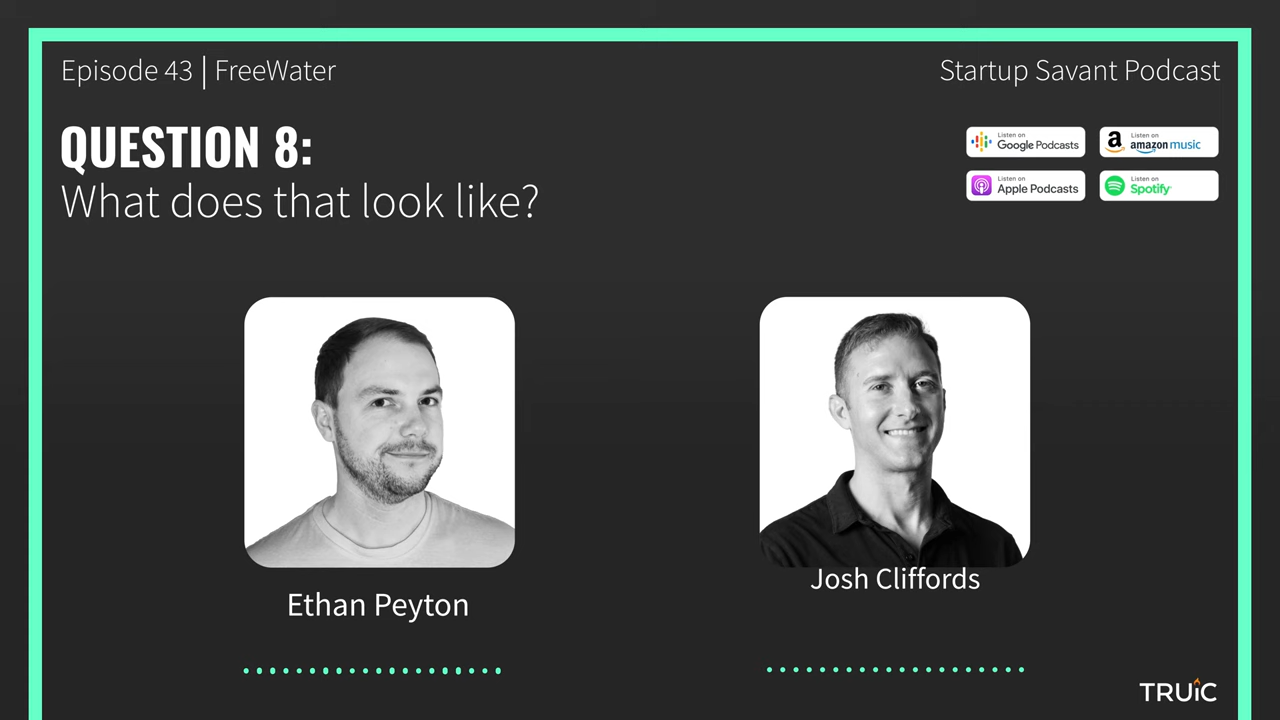 Episode 43 | FreeWater
Startup Savant Podcast
QUESTION 8:
What does that look like?
Listen on
Google Podcasts
Listen on
amazon music
Listen on
Apple Podcasts
Listen on
Spotify
Ethan Peyton
Josh Cliffords
TRUiC